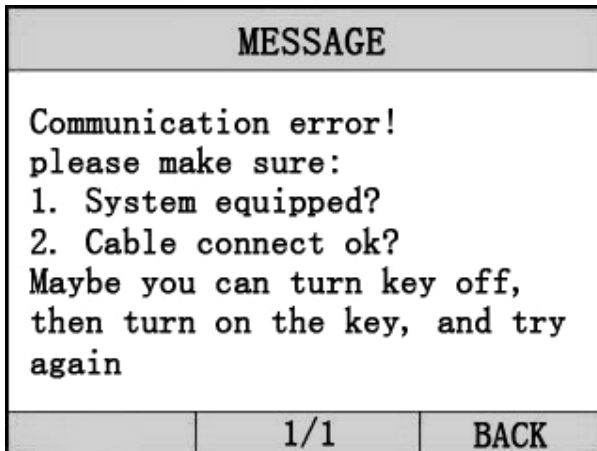 MESSAGE
Communication error!
please make sure:
1. System equipped?
2. Cable connect ok?
Maybe you can turn key off,
then turn on the key, and try
again
1/1 BACK